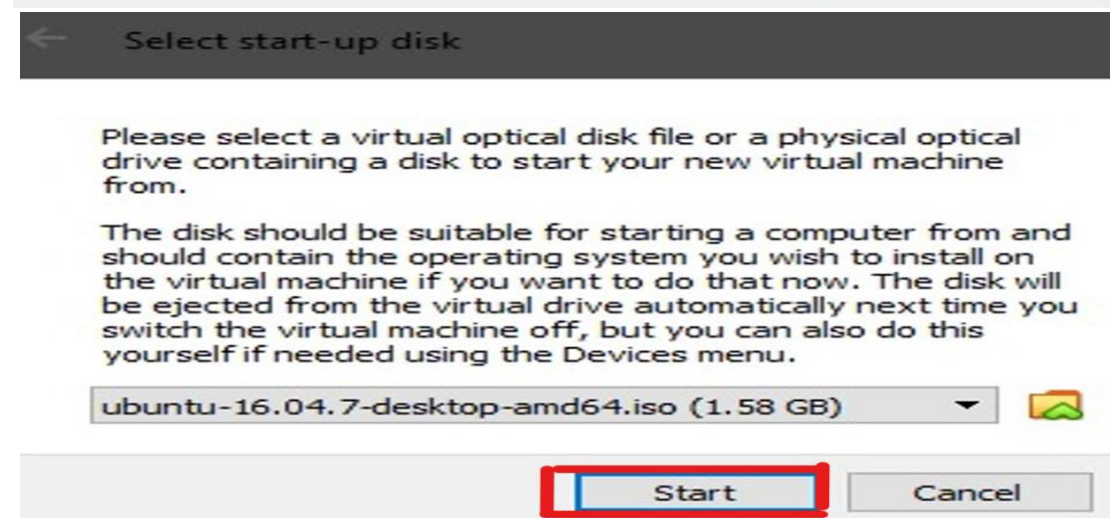 Select start-up disk
Please select a virtual optical disk file or a physical optical
drive containing a disk to start your new virtual machine
from.
The disk should be suitable for starting a computer from and
should contain the operating system you wish to install on
the virtual machine if you want to do that now. The disk will
be ejected from the virtual drive automatically next time you
switch the virtual machine off, but you can also do this
yourself if needed using the Devices menu.
ubuntu-16.04.7-desktop-amd64.iso (1.58 GB)
Start Cancel